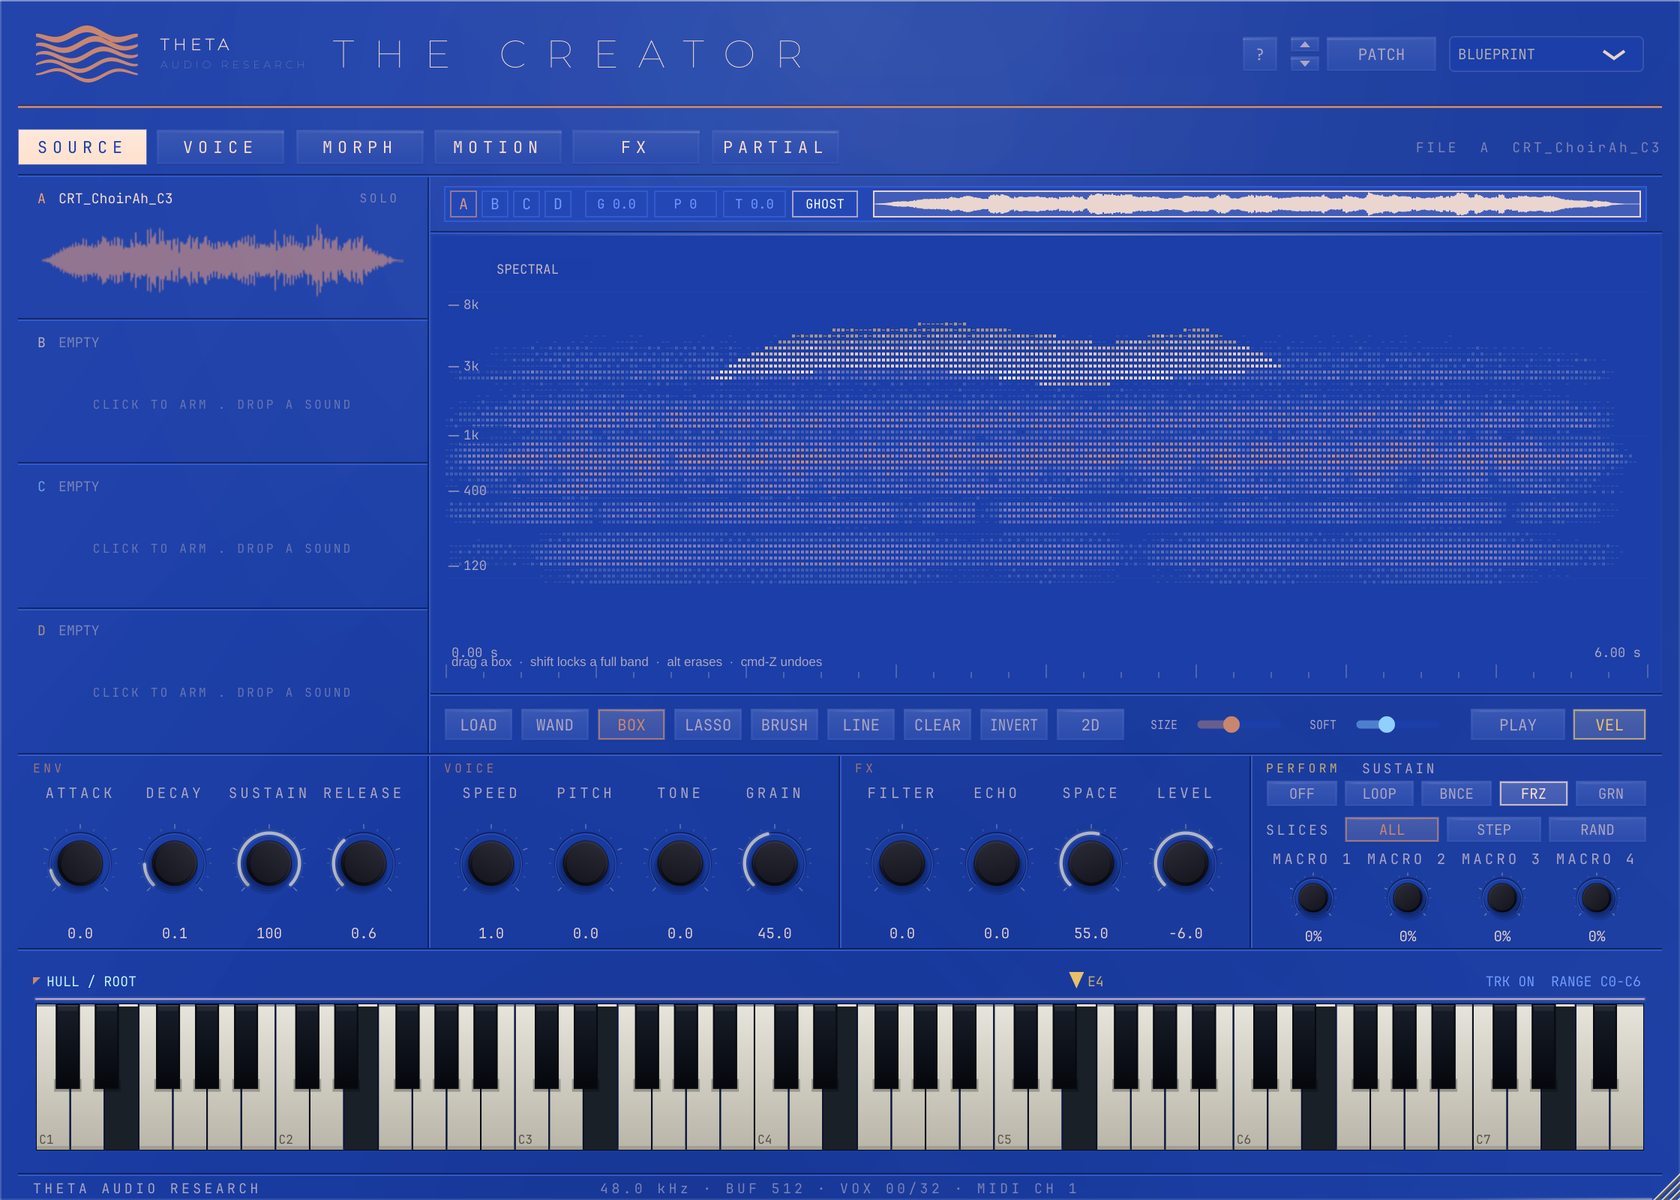 THETA
AUDIO RESEARCH
THE CREATOR
?
PATCH
BLUEPRINT
SOURCE VOICE MORPH MOTION FX PARTIAL
FILE A CRT_ChoirAh_C3
A CRT_ChoirAh_C3 SOLO
A B C D G 0.0 P 0 T 0.0 GHOST
SPECTRAL
8k
3k
1k
400
120
B EMPTY
CLICK TO ARM . DROP A SOUND
C EMPTY
CLICK TO ARM . DROP A SOUND
D EMPTY
CLICK TO ARM . DROP A SOUND
0.00 s 6.00 s
drag a box · shift locks a full band · alt erases · cmd-Z undoes
LOAD WAND BOX LASSO BRUSH LINE CLEAR INVERT 2D SIZE SOFT PLAY VEL
ENV
ATTACK DECAY SUSTAIN RELEASE
0.0 0.1 100 0.6
VOICE
SPEED PITCH TONE GRAIN
1.0 0.0 0.0 45.0
FX
FILTER ECHO SPACE LEVEL
0.0 0.0 55.0 -6.0
PERFORM SUSTAIN
OFF LOOP BNCE FRZ GRN
SLICES ALL STEP RAND
MACRO 1 MACRO 2 MACRO 3 MACRO 4
0% 0% 0% 0%
HULL / ROOT E4 TRK ON RANGE C0-C6
C1 C2 C3 C4 C5 C6 C7
THETA AUDIO RESEARCH 48.0 kHz · BUF 512 · VOX 00/32 · MIDI CH 1